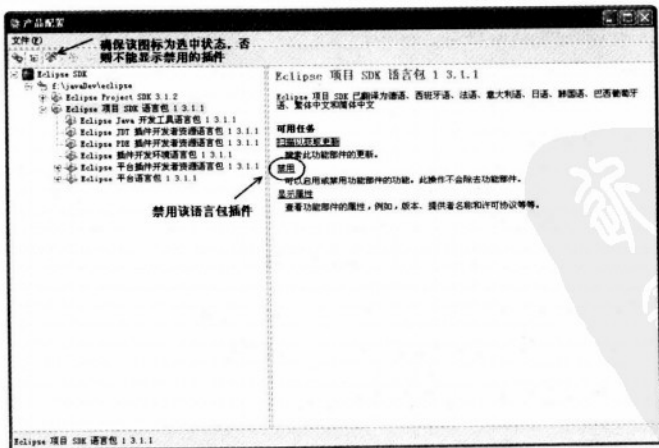 产品配置
文件(F)
确保该图标为选中状态,否
则不能显示禁用的插件
Eclipse SDK
f:\javaDev\eclipse
Eclipse Project SDK 3.1.2
Eclipse 项目 SDK 语言包 1 3.1.1
Eclipse Java 开发工具语言包 1 3.1.1
Eclipse JDT 插件开发者资源语言包 1 3.1.1
Eclipse PDE 插件开发者资源语言包 1 3.1.1
Eclipse 插件开发环境语言包 1 3.1.1
Eclipse 平台插件开发者资源语言包 1 3.1.1
Eclipse 平台语言包 1 3.1.1
禁用该语言包插件
Eclipse 项目 SDK 语言包 1 3.1.1
Eclipse 项目 SDK 已翻译为德语、西班牙语、法语、意大利语、日语、韩国语、巴西葡萄牙
语、繁体中文和简体中文
可用任务
扫描以获取更新
搜索此功能部件的更新。
禁用
可以启用或禁用功能部件的功能。此操作不会除去功能部件。
显示属性
查看功能部件的属性,例如,版本、提供者名称和许可协议等等。
Eclipse 项目 SDK 语言包 1 3.1.1